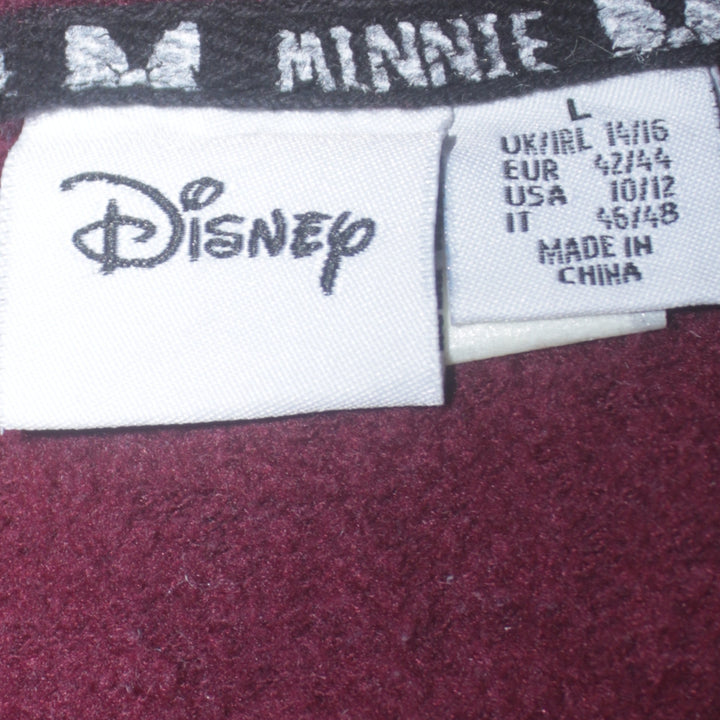 MINNIE
Disney
L
UK/IRL 14/16
EUR 42/44
USA 10/12
IT 46/48
MADE IN
CHINA